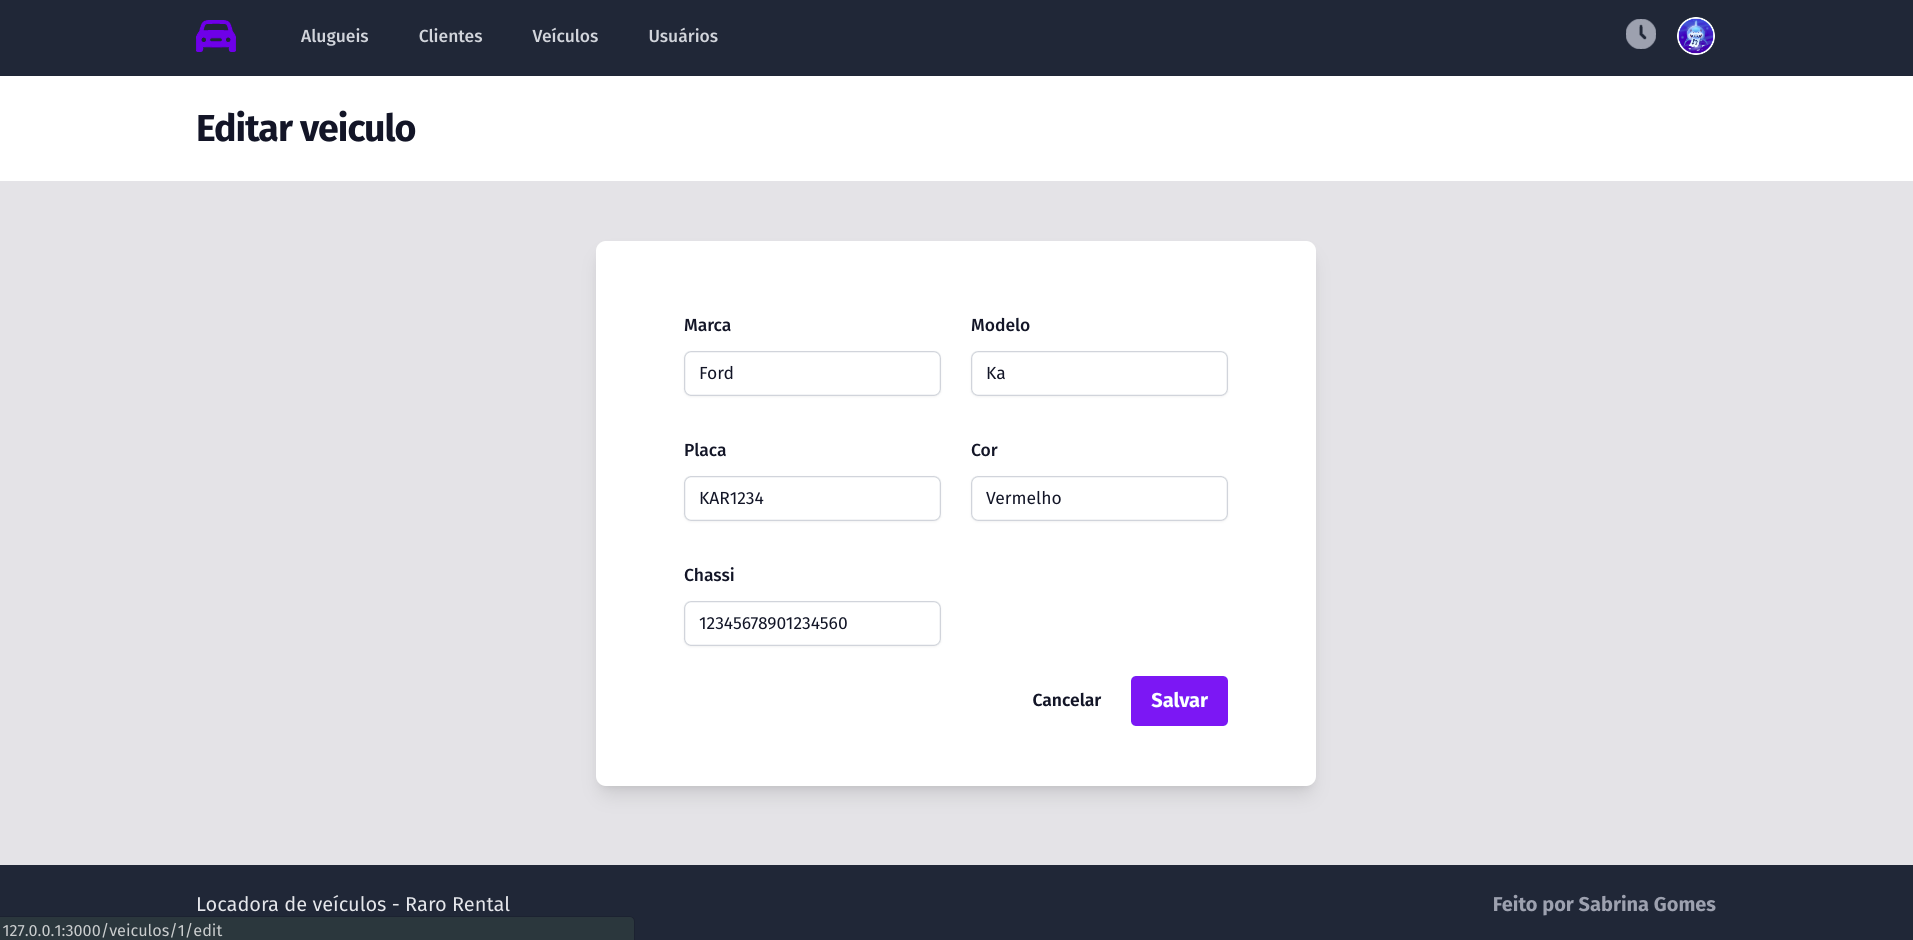 Alugueis Clientes Veículos Usuários
Editar veiculo
Marca Modelo
Ford Ka
Placa Cor
KAR1234 Vermelho
Chassi
12345678901234560
Cancelar Salvar
Locadora de veículos - Raro Rental Feito por Sabrina Gomes
127.0.0.1:3000/veiculos/1/edit